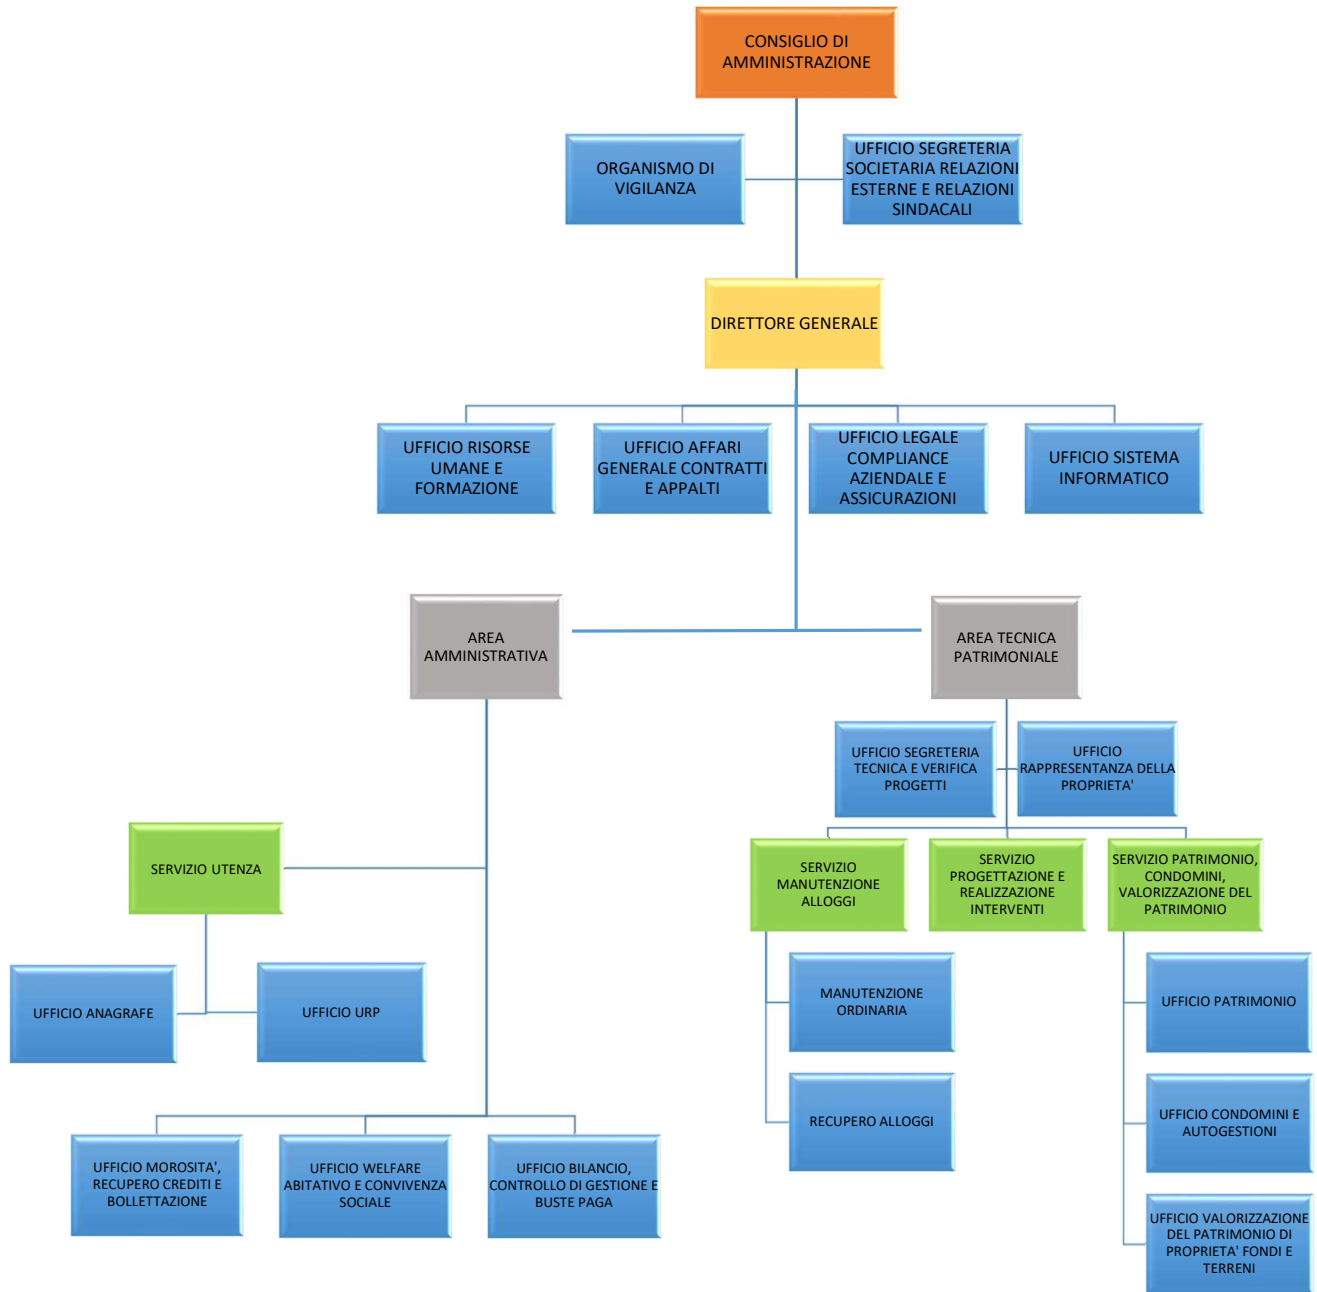 CONSIGLIO DI
AMMINISTRAZIONE
ORGANISMO DI
VIGILANZA
UFFICIO SEGRETERIA
SOCIETARIA RELAZIONI
ESTERNE E RELAZIONI
SINDACALI
DIRETTORE GENERALE
UFFICIO RISORSE
UMANE E
FORMAZIONE
UFFICIO AFFARI
GENERALE CONTRATTI
E APPALTI
UFFICIO LEGALE
COMPLIANCE
AZIENDALE E
ASSICURAZIONI
UFFICIO SISTEMA
INFORMATICO
AREA
AMMINISTRATIVA
AREA TECNICA
PATRIMONIALE
UFFICIO SEGRETERIA
TECNICA E VERIFICA
PROGETTI
UFFICIO
RAPPRESENTANZA DELLA
PROPRIETA'
SERVIZIO UTENZA
SERVIZIO
MANUTENZIONE
ALLOGGI
SERVIZIO
PROGETTAZIONE E
REALIZZAZIONE
INTERVENTI
SERVIZIO PATRIMONIO,
CONDOMINI,
VALORIZZAZIONE DEL
PATRIMONIO
UFFICIO ANAGRAFE
UFFICIO URP
MANUTENZIONE
ORDINARIA
UFFICIO PATRIMONIO
RECUPERO ALLOGGI
UFFICIO CONDOMINI E
AUTOGESTIONI
UFFICIO MOROSITA',
RECUPERO CREDITI E
BOLLETTAZIONE
UFFICIO WELFARE
ABITATIVO E CONVIVENZA
SOCIALE
UFFICIO BILANCIO,
CONTROLLO DI GESTIONE E
BUSTE PAGA
UFFICIO VALORIZZAZIONE
DEL PATRIMONIO DI
PROPRIETA' FONDI E
TERRENI